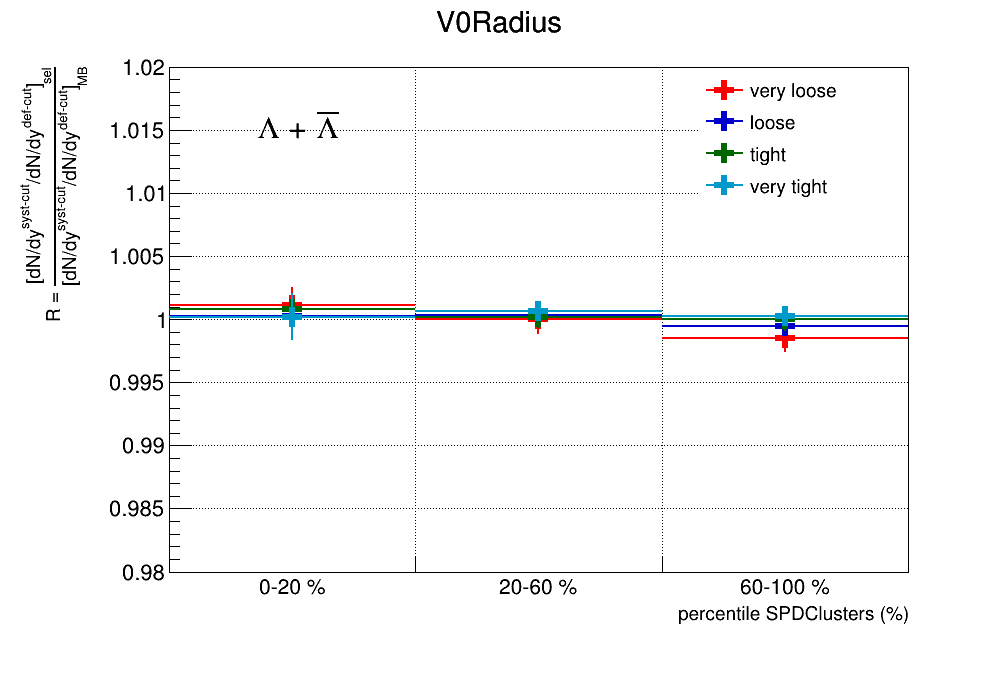 V0Radius
R = [dN/dy^syst-cut/dN/dy^def-cut]_sel
[dN/dy^syst-cut/dN/dy^def-cut]_MB
1.02
1.015
1.01
1.005
1
0.995
0.99
0.985
0.98
Λ + Λ̅
very loose
loose
tight
very tight
0-20 %
20-60 %
60-100 %
percentile SPDClusters (%)